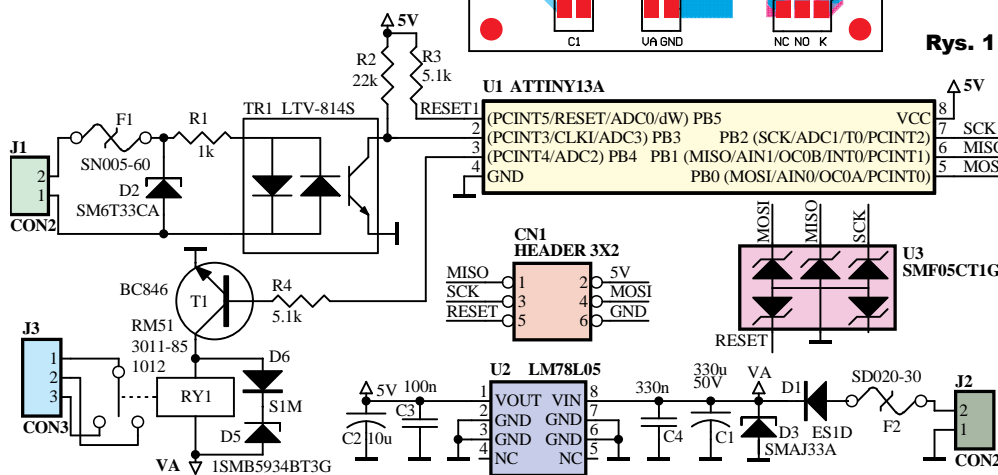 C1
VA GND
NC NO K
Rys. 1
5V
R2
22k
R3
5.1k
U1 ATTINY13A
5V
TR1 LTV-814S
RESET
1
(PCINT5/RESET/ADC0/dW) PB5
VCC
8
2
(PCINT3/CLKI/ADC3) PB3
PB2 (SCK/ADC1/T0/PCINT2)
7
SCK
3
(PCINT4/ADC2) PB4
PB1 (MISO/AIN1/OC0B/INT0/PCINT1)
6
MISO
4
GND
PB0 (MOSI/AIN0/OC0A/PCINT0)
5
MOSI
F1
R1
SN005-60
1k
J1
2
1
CON2
D2
SM6T33CA
MOSI
MISO
SCK
U3
SMF05CT1G
RESET
CN1
HEADER 3X2
MISO
1
2
5V
SCK
3
4
MOSI
RESET
5
6
GND
BC846
T1
R4
5.1k
J3
1
2
3
CON3
RM51
3011-85
1012
RY1
D6
S1M
D5
VA
1SMB5934BT3G
5V
100n
C3
C2
10u
U2 LM78L05
1
VOUT
VIN
8
2
GND
GND
7
3
GND
GND
6
4
NC
NC
5
330n
C4
330u
50V
C1
VA
D1
ES1D
D3
SMAJ33A
SD020-30
F2
J2
2
1
CON2